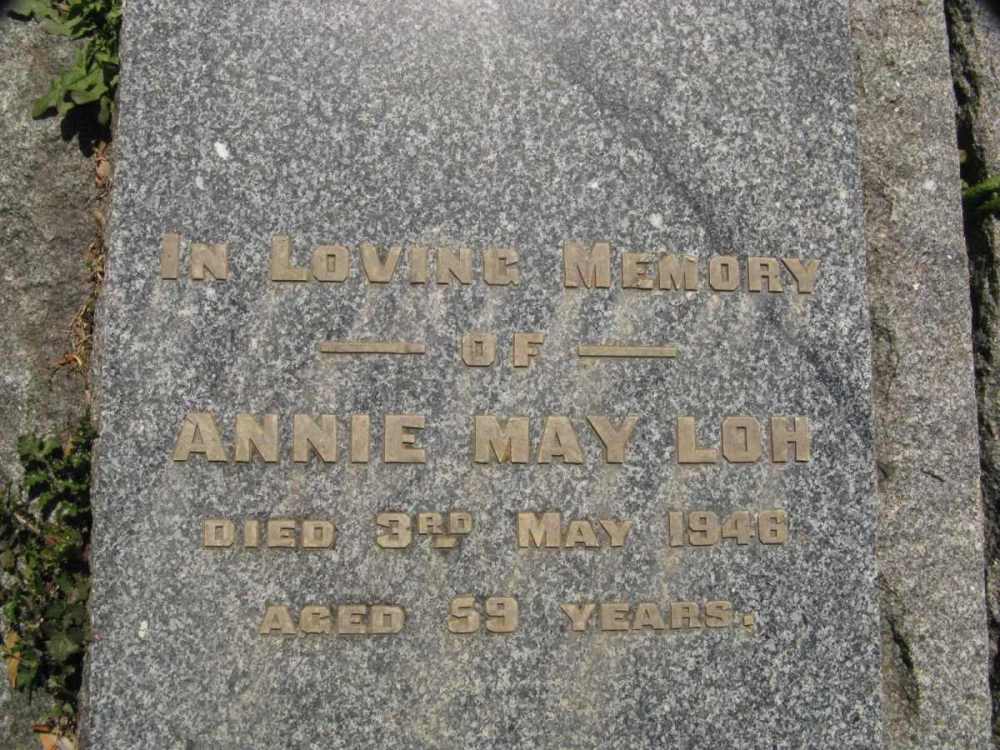 IN LOVING MEMORY
— OF —
ANNIE MAY LOH
DIED 3RD MAY 1946
AGED 59 YEARS.